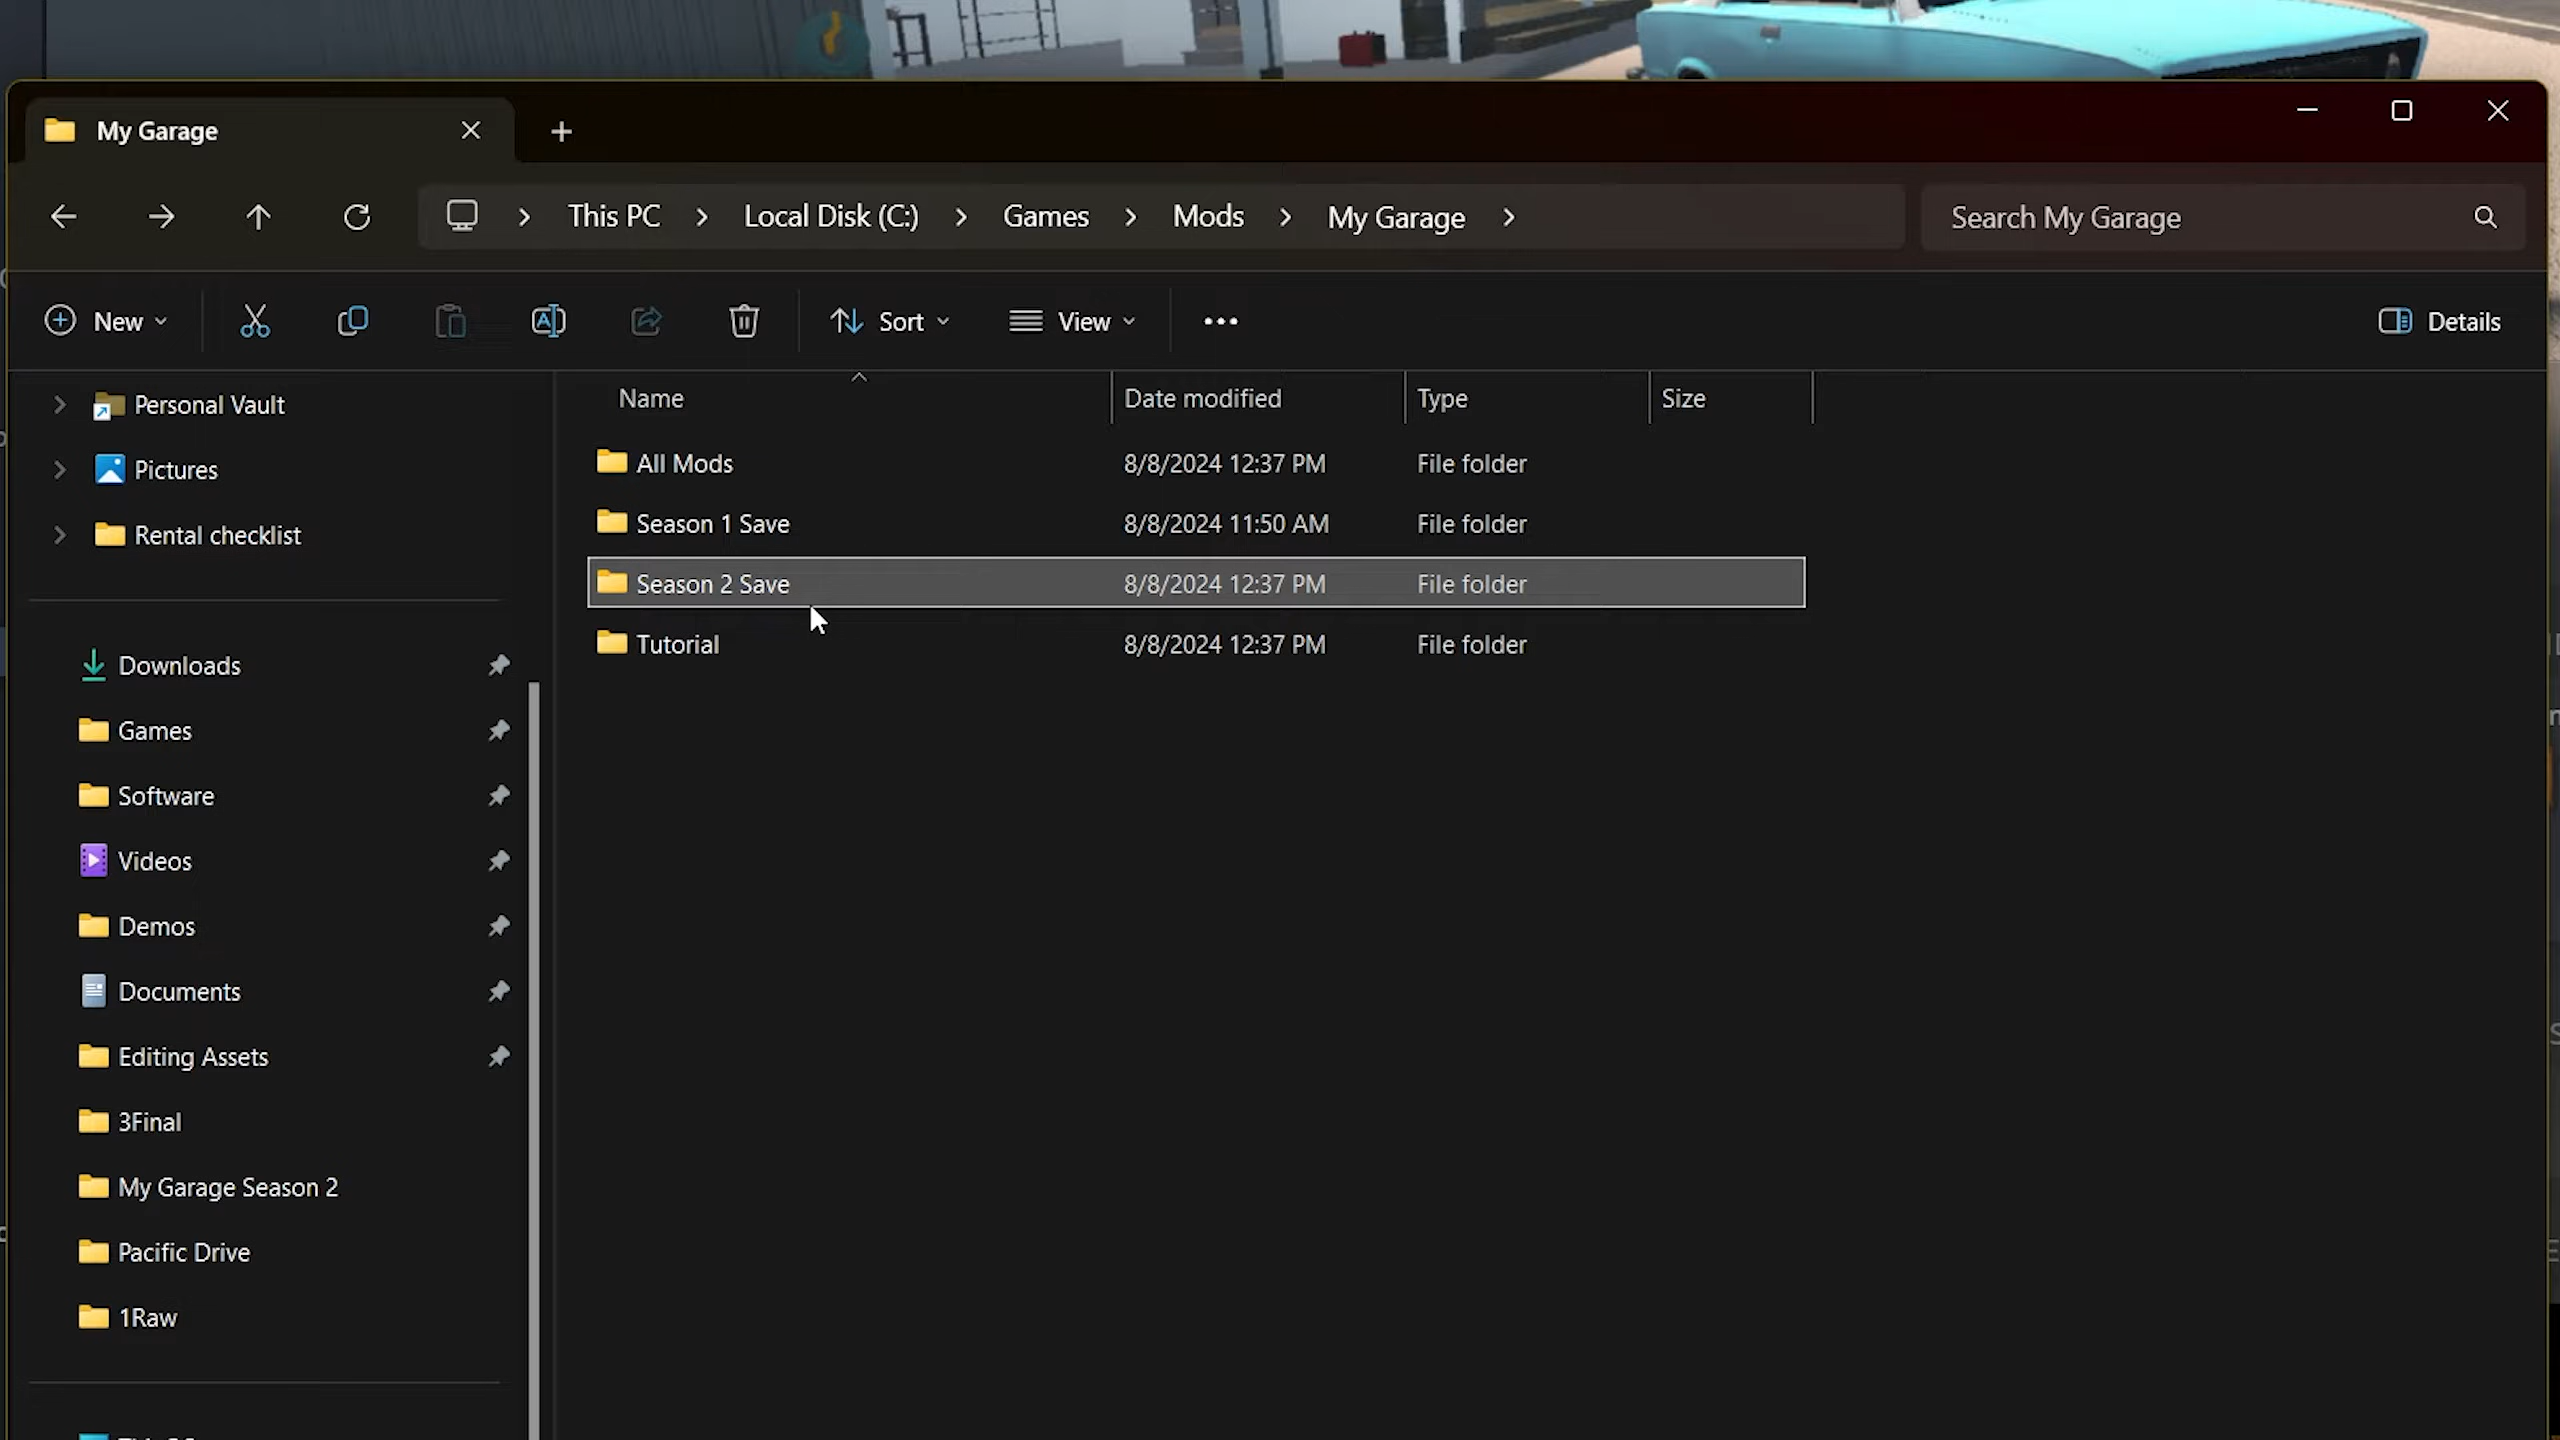 My Garage
This PC > Local Disk (C:) > Games > Mods > My Garage >
Search My Garage
New
Sort
View
Details
Name Date modified Type Size
All Mods 8/8/2024 12:37 PM File folder
Season 1 Save 8/8/2024 11:50 AM File folder
Season 2 Save 8/8/2024 12:37 PM File folder
Tutorial 8/8/2024 12:37 PM File folder
Personal Vault
Pictures
Rental checklist
Downloads
Games
Software
Videos
Demos
Documents
Editing Assets
3Final
My Garage Season 2
Pacific Drive
1Raw